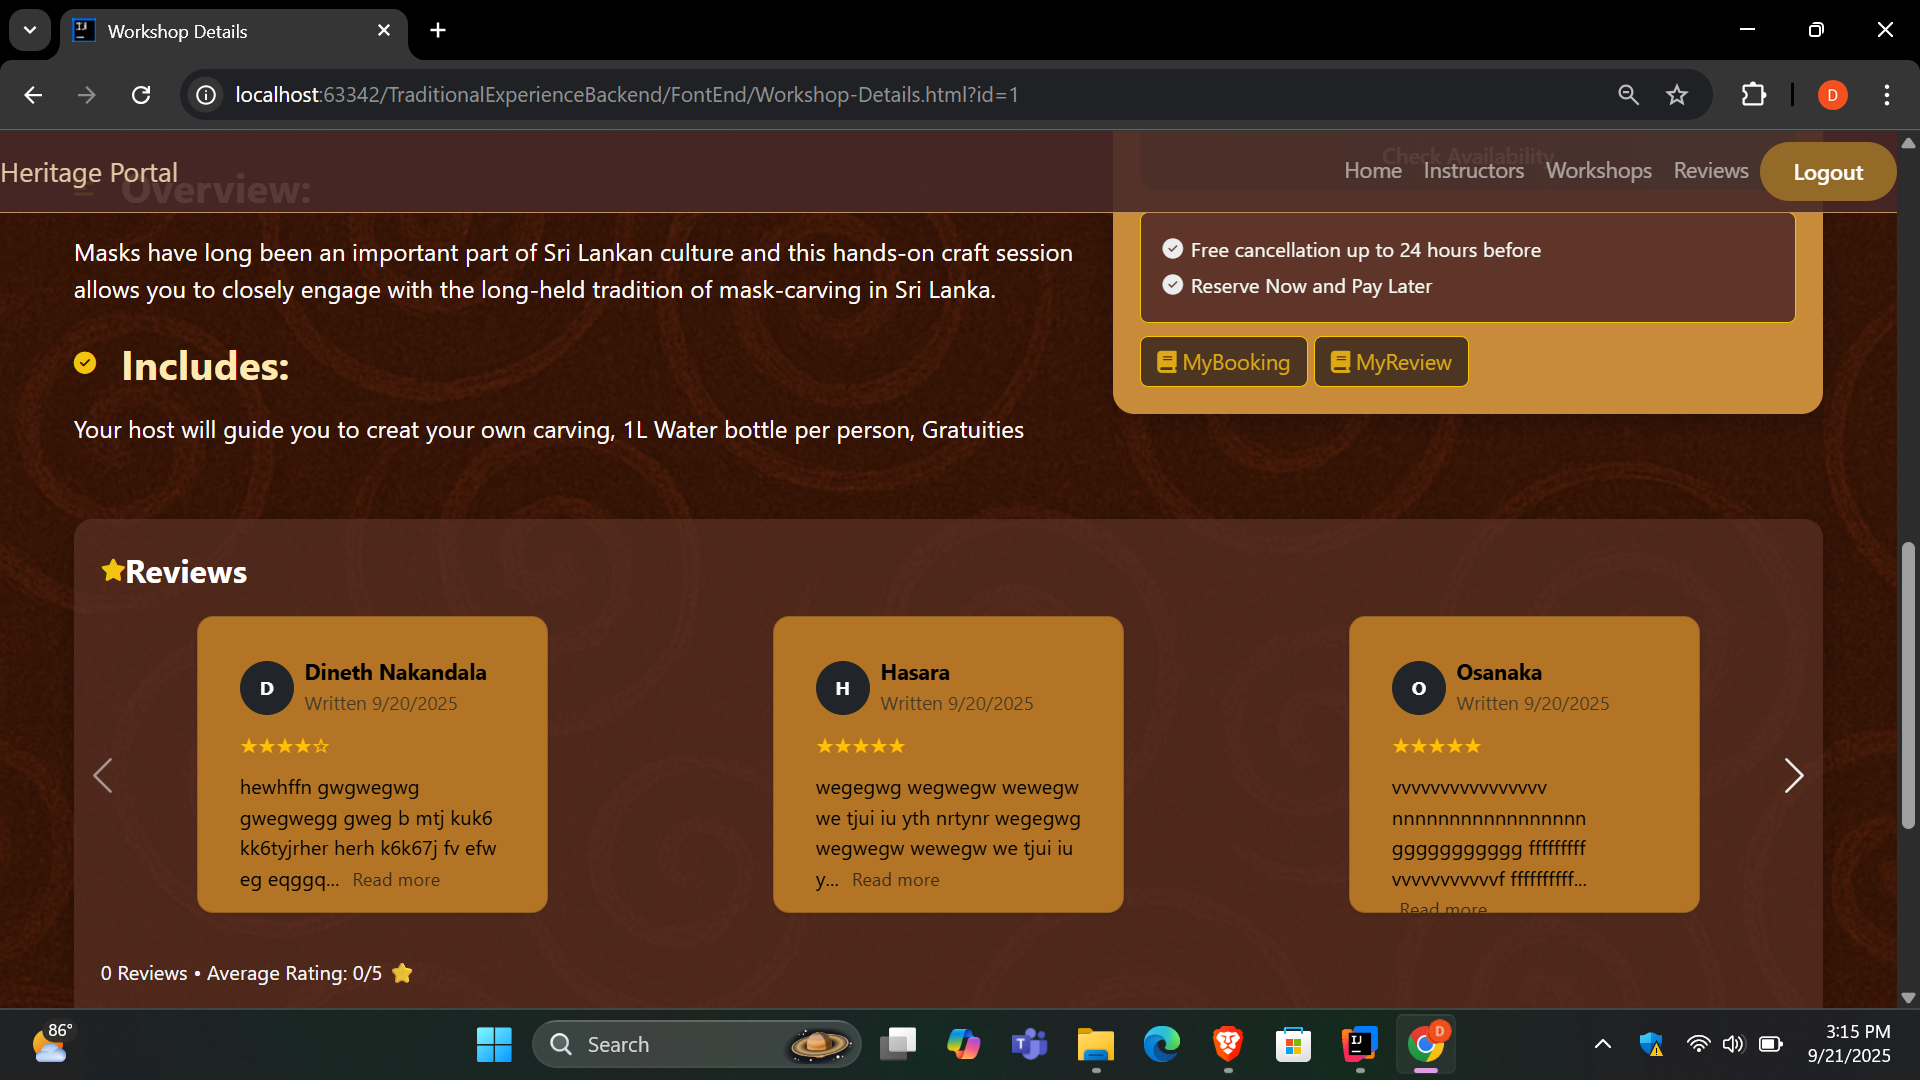 Workshop Details
localhost:63342/TraditionalExperienceBackend/FontEnd/Workshop-Details.html?id=1
D
Heritage Portal
Home Instructors Workshops Reviews Logout
Check Availability
Overview:
Masks have long been an important part of Sri Lankan culture and this hands-on craft session
allows you to closely engage with the long-held tradition of mask-carving in Sri Lanka.
Includes:
Your host will guide you to creat your own carving, 1L Water bottle per person, Gratuities
Free cancellation up to 24 hours before
Reserve Now and Pay Later
MyBooking MyReview
Reviews
D
Dineth Nakandala
Written 9/20/2025
★★★★☆
hewhffn gwgwegwg
gwegwegg gweg b mtj kuk6
kk6tyjrher herh k6k67j fv efw
eg eqggq... Read more
H
Hasara
Written 9/20/2025
★★★★★
wegegwg wegwegw wewegw
we tjui iu yth nrtynr wegegwg
wegwegw wewegw we tjui iu
y... Read more
O
Osanaka
Written 9/20/2025
★★★★★
vvvvvvvvvvvvvvvv
nnnnnnnnnnnnnnnnn
ggggggggggg fffffffff
vvvvvvvvvvvf ffffffffff...
Read more
0 Reviews • Average Rating: 0/5
86°
Search
D
3:15 PM
9/21/2025